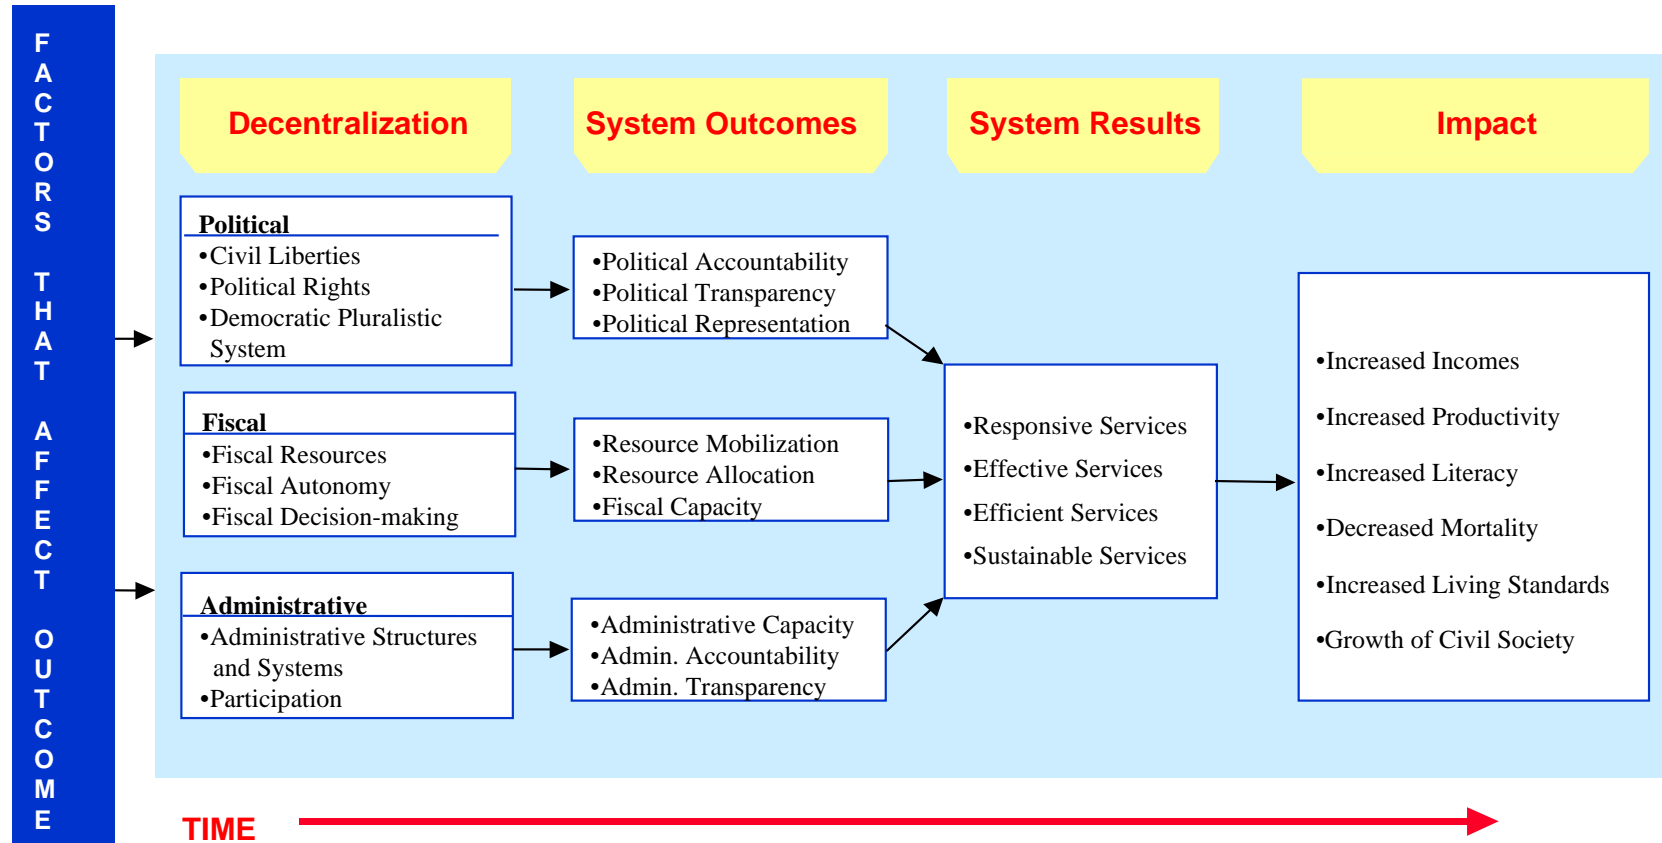 FACTORS THAT AFFECT OUTCOME
Decentralization
System Outcomes
System Results
Impact
Political
•Civil Liberties
•Political Rights
•Democratic Pluralistic
System
Fiscal
•Fiscal Resources
•Fiscal Autonomy
•Fiscal Decision-making
Administrative
•Administrative Structures
and Systems
•Participation
•Political Accountability
•Political Transparency
•Political Representation
•Resource Mobilization
•Resource Allocation
•Fiscal Capacity
•Administrative Capacity
•Admin. Accountability
•Admin. Transparency
•Responsive Services
•Effective Services
•Efficient Services
•Sustainable Services
•Increased Incomes
•Increased Productivity
•Increased Literacy
•Decreased Mortality
•Increased Living Standards
•Growth of Civil Society
TIME